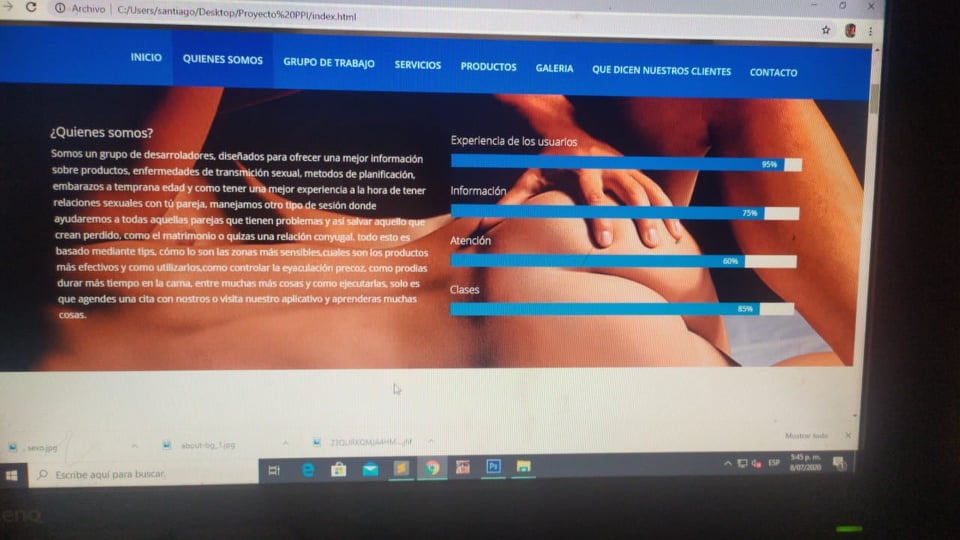 Archivo | C:/Users/santiago/Desktop/Proyecto%20PPI/index.html
INICIO QUIENES SOMOS GRUPO DE TRABAJO SERVICIOS PRODUCTOS GALERIA QUE DICEN NUESTROS CLIENTES CONTACTO
¿Quienes somos?
Somos un grupo de desarroladores, diseñados para ofrecer una mejor información
sobre productos, enfermedades de transmición sexual, metodos de planificación,
embarazos a temprana edad y como tener una mejor experiencia a la hora de tener
relaciones sexuales con tú pareja, manejamos otro tipo de sesión donde
ayudaremos a todas aquellas parejas que tienen problemas y así salvar aquello que
crean perdido, como el matrimonio o quizas una relación conyugal. todo esto es
basado mediante tips, cómo lo son las zonas más sensibles,cuales son los productos
más efectivos y como utilizarlos,como controlar la eyaculación precoz, como prodias
durar más tiempo en la cama, entre muchas más cosas y como ejecutarlas, solo es
que agendes una cita con nostros o visita nuestro aplicativo y aprenderas muchas
cosas.
Experiencia de los usuarios
95%
Información
75%
Atención
60%
Clases
85%
sexo.jpg
about-bg_1.jpg
Mostrar todo
Escribe aquí para buscar.
Ps
ESP
5:45 p. m.
8/07/2020
BenQ